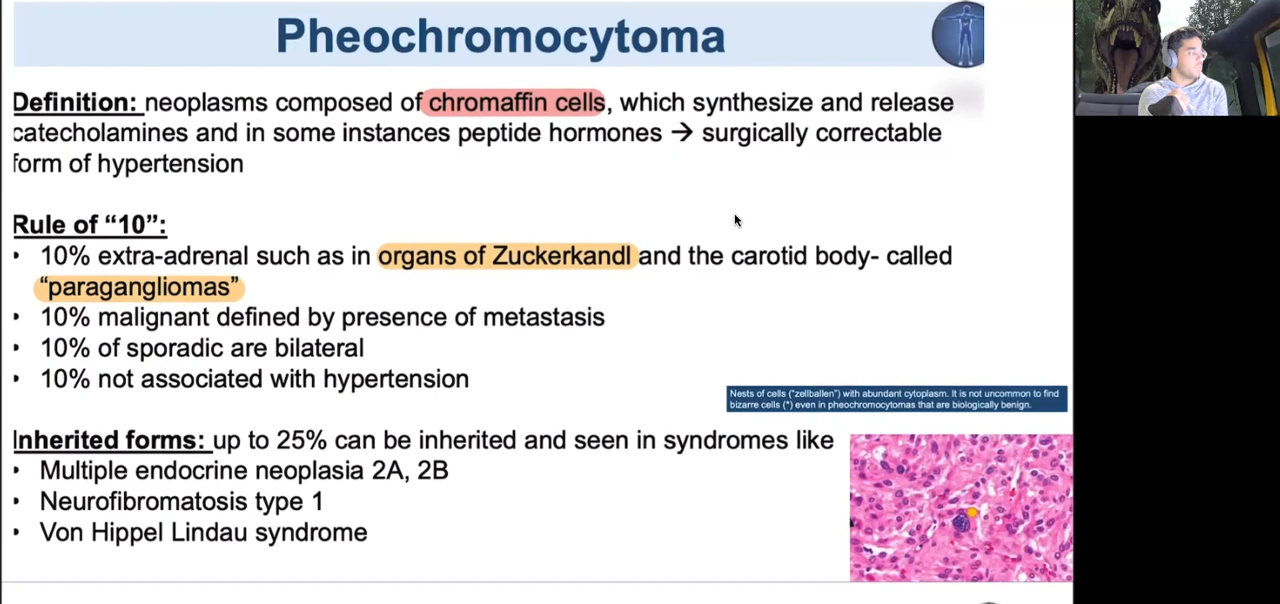 Pheochromocytoma
Definition: neoplasms composed of chromaffin cells, which synthesize and release
catecholamines and in some instances peptide hormones → surgically correctable
form of hypertension
Rule of “10”:
• 10% extra-adrenal such as in organs of Zuckerkandl and the carotid body- called
“paragangliomas”
• 10% malignant defined by presence of metastasis
• 10% of sporadic are bilateral
• 10% not associated with hypertension
Nests of cells ("zellballen") with abundant cytoplasm. It is not uncommon to find
bizarre cells (*) even in pheochromocytomas that are biologically benign.
Inherited forms: up to 25% can be inherited and seen in syndromes like
• Multiple endocrine neoplasia 2A, 2B
• Neurofibromatosis type 1
• Von Hippel Lindau syndrome